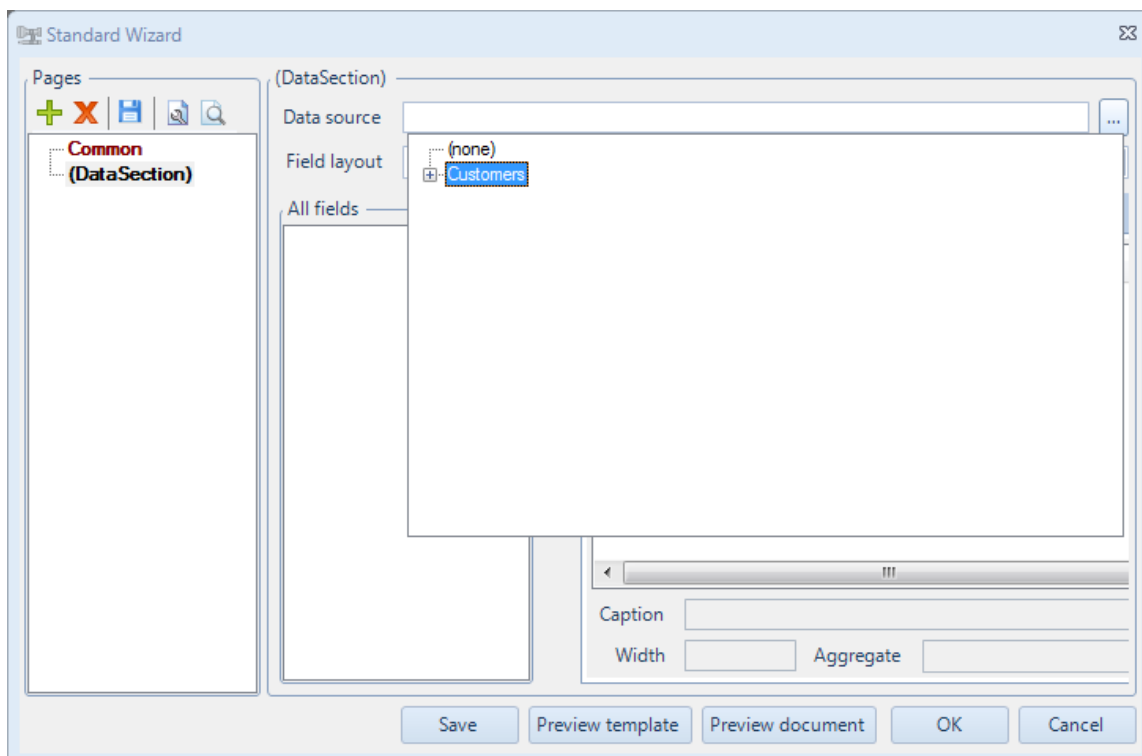 Standard Wizard
Pages
Common
(DataSection)
(DataSection)
Data source
...
(none)
Customers
Field layout
All fields
Caption
Width
Aggregate
Save
Preview template
Preview document
OK
Cancel